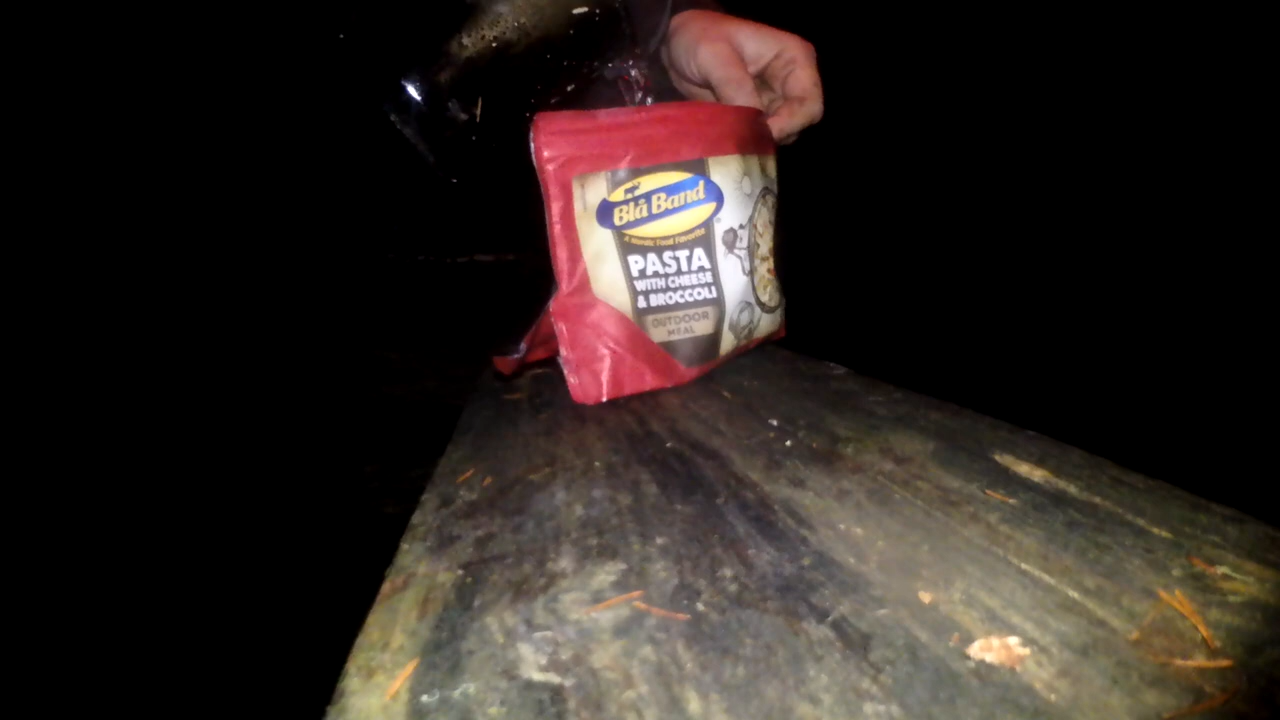 Blå Band
A Nordic Food Favorite
PASTA
WITH CHEESE
& BROCCOLI
OUTDOOR
MEAL